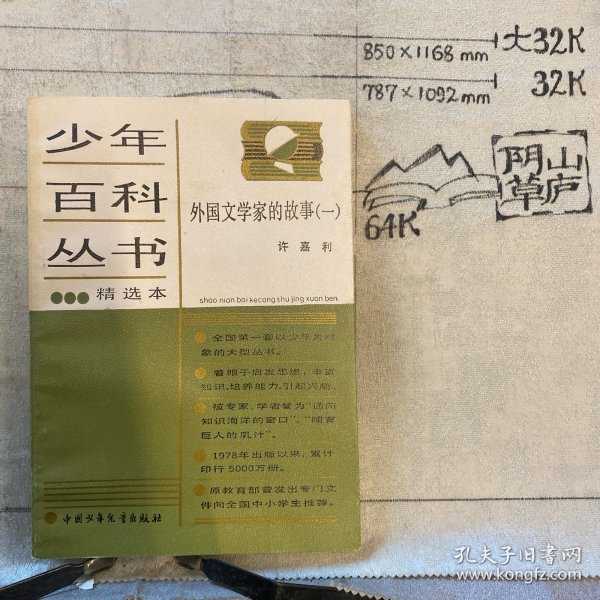 850×1168mm 大32K
787×1092mm 32K
阴山
草庐
64K
少年
百科
丛书
精选本
外国文学家的故事(一)
许嘉利
shao nian bai ke cong shu jing xuan ben
全国第一套以少年为对
象的大型丛书。
着眼于启发思想,丰富
知识,培养能力,引起兴趣。
被专家、学者誉为“通向
知识海洋的窗口”,“哺育
巨人的乳汁”。
1978年出版以来,累计
印行5000万册。
原教育部曾发出专门文
件向全国中小学生推荐。
中国少年儿童出版社
孔夫子旧书网
www.kongfz.com